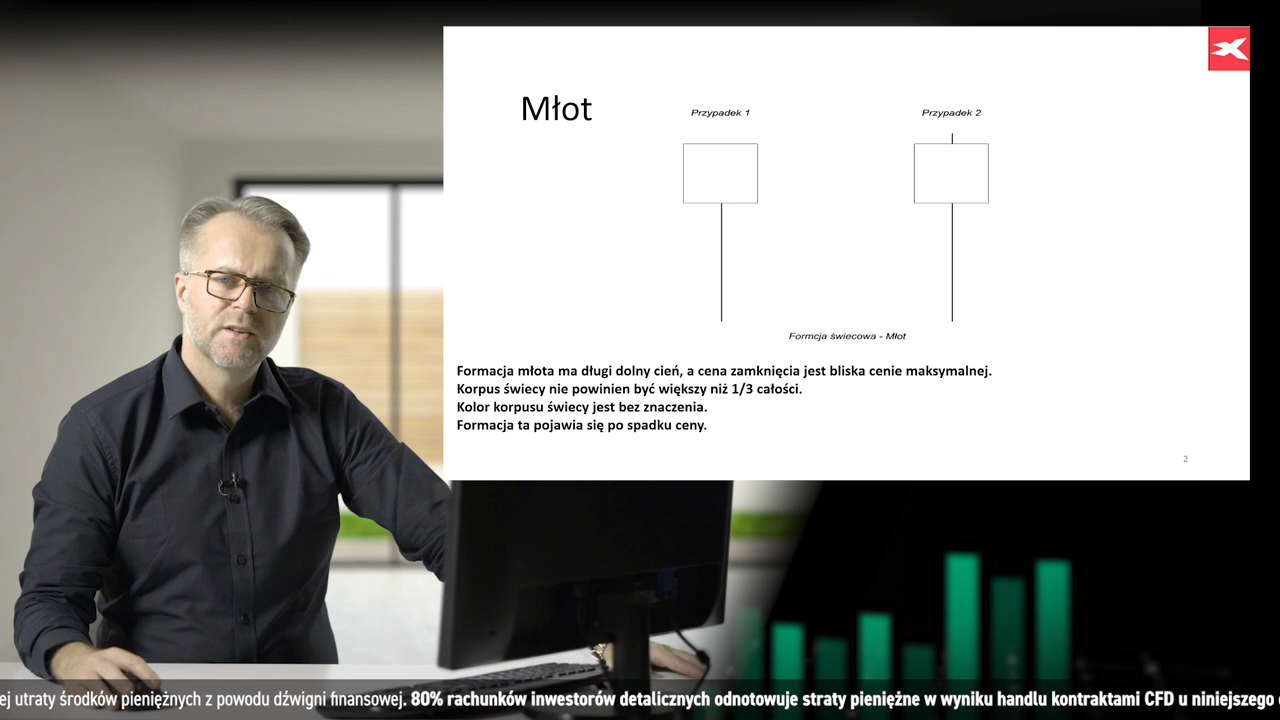 Młot
Przypadek 1
Przypadek 2
Formcja świecowa - Młot
Formacja młota ma długi dolny cień, a cena zamknięcia jest bliska cenie maksymalnej.
Korpus świecy nie powinien być większy niż 1/3 całości.
Kolor korpusu świecy jest bez znaczenia.
Formacja ta pojawia się po spadku ceny.
2
ej utraty środków pieniężnych z powodu dźwigni finansowej. 80% rachunków inwestorów detalicznych odnotowuje straty pieniężne w wyniku handlu kontraktami CFD u niniejszego